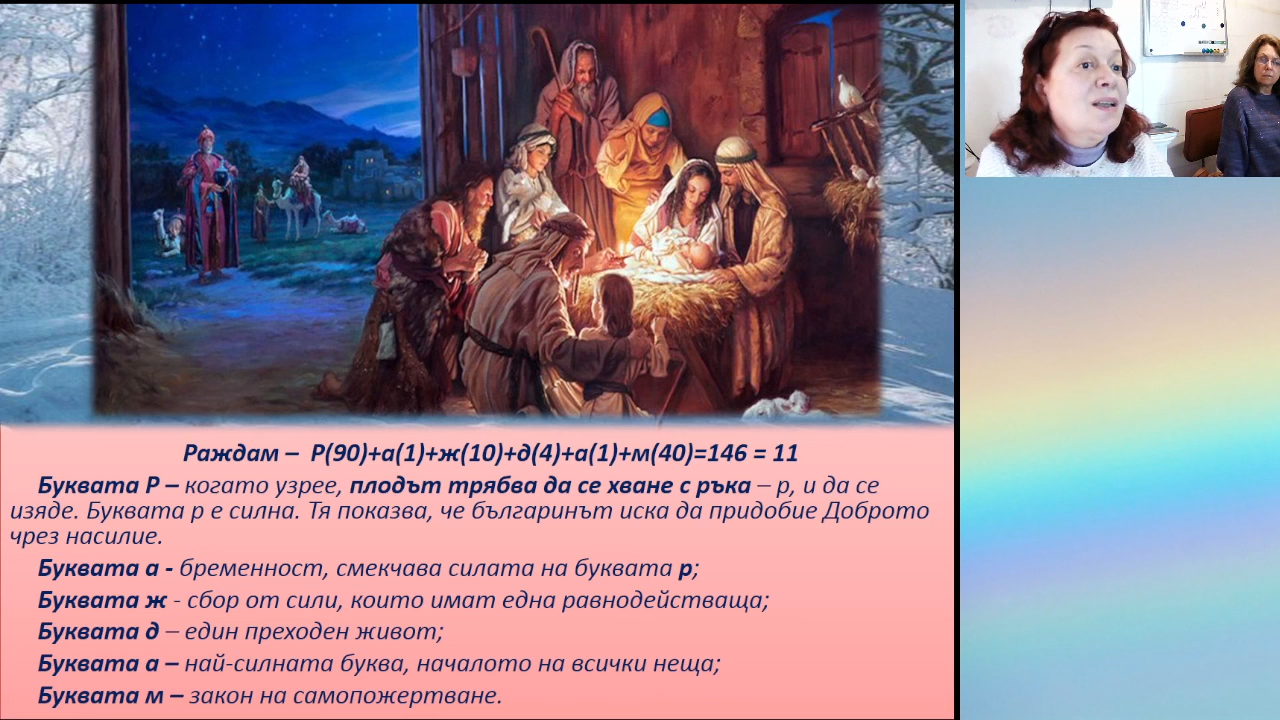 Раждам – Р(90)+а(1)+ж(10)+д(4)+а(1)+м(40)=146 = 11
Буквата Р – когато узрее, плодът трябва да се хване с ръка – р, и да се
изяде. Буквата р е силна. Тя показва, че българинът иска да придобие Доброто
чрез насилие.
Буквата а - бременност, смекчава силата на буквата р;
Буквата ж - сбор от сили, които имат една равнодействаща;
Буквата д – един преходен живот;
Буквата а – най-силната буква, началото на всички неща;
Буквата м – закон на самопожертване.